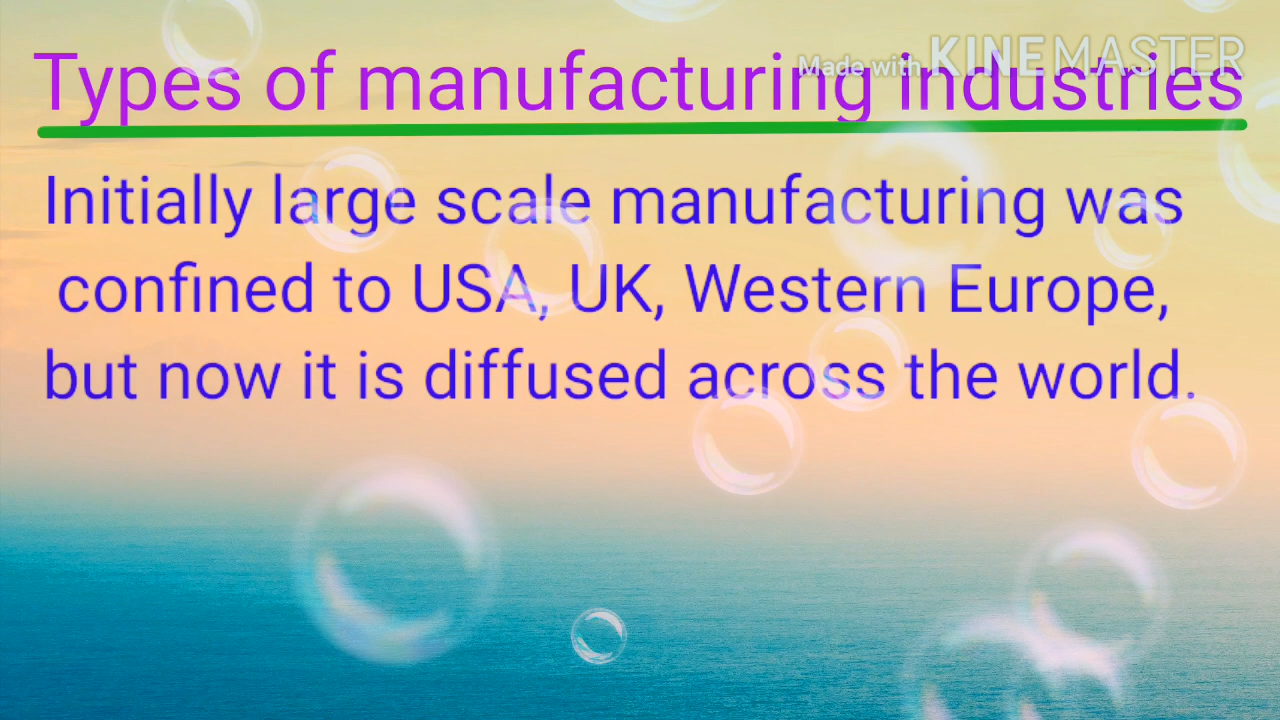 Made with KINEMASTER
Types of manufacturing industries
Initially large scale manufacturing was
confined to USA, UK, Western Europe,
but now it is diffused across the world.